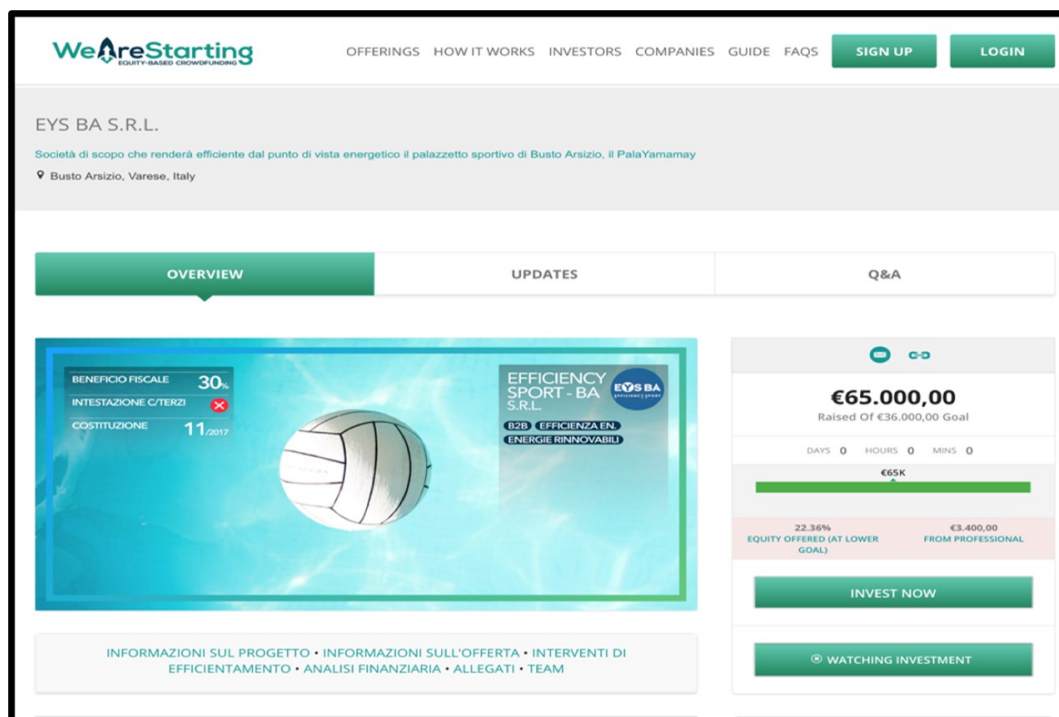 WeAreStarting
EQUITY-BASED CROWDFUNDING
OFFERINGS HOW IT WORKS INVESTORS COMPANIES GUIDE FAQS SIGN UP LOGIN
EYS BA S.R.L.
Società di scopo che renderà efficiente dal punto di vista energetico il palazzetto sportivo di Busto Arsizio, il PalaYamamay
Busto Arsizio, Varese, Italy
OVERVIEW UPDATES Q&A
BENEFICIO FISCALE 30%
INTESTAZIONE C/TERZI
COSTITUZIONE 11/2017
EFFICIENCY
SPORT - BA
S.R.L.
EYS BA
EFFICIENCY SPORT
B2B EFFICIENZA EN.
ENERGIE RINNOVABILI
€65.000,00
Raised Of €36.000,00 Goal
DAYS 0 HOURS 0 MINS 0
€65K
22.36%
EQUITY OFFERED (AT LOWER
GOAL)
€3.400,00
FROM PROFESSIONAL
INVEST NOW
WATCHING INVESTMENT
INFORMAZIONI SUL PROGETTO • INFORMAZIONI SULL'OFFERTA • INTERVENTI DI
EFFICIENTAMENTO • ANALISI FINANZIARIA • ALLEGATI • TEAM